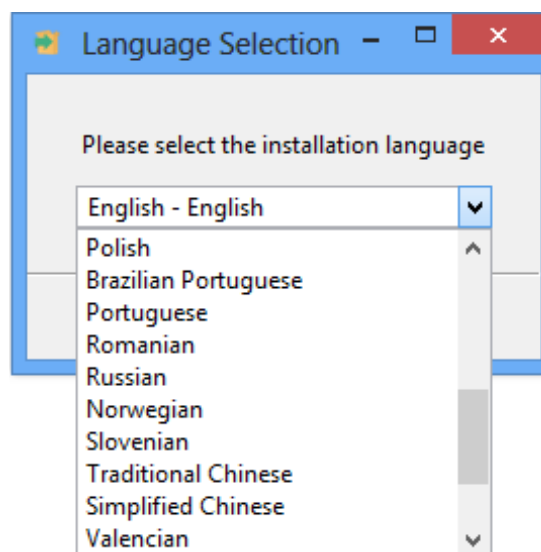 Language Selection
Please select the installation language
English - English
Polish
Brazilian Portuguese
Portuguese
Romanian
Russian
Norwegian
Slovenian
Traditional Chinese
Simplified Chinese
Valencian